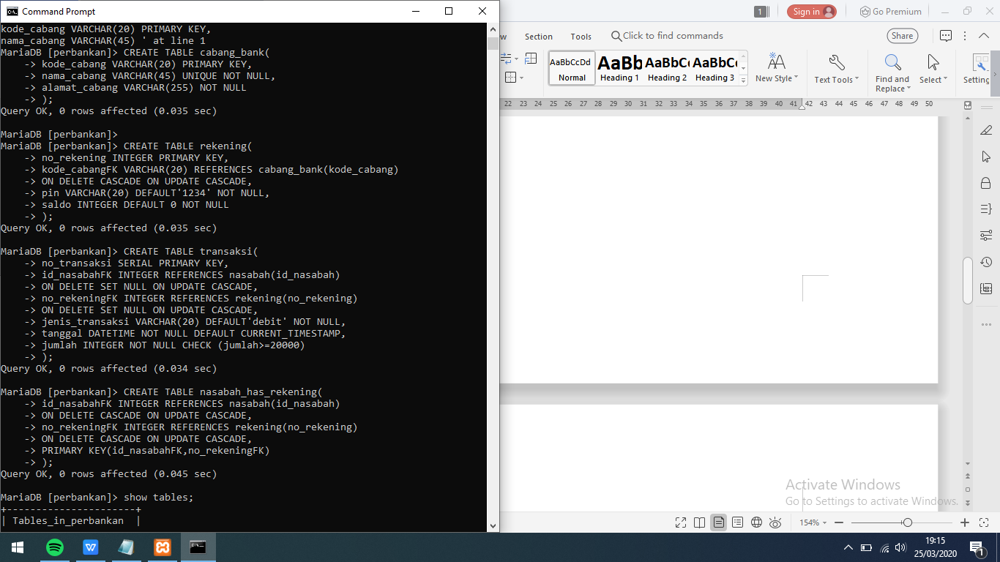 Command Prompt
kode_cabang VARCHAR(20) PRIMARY KEY,
nama_cabang VARCHAR(45) ' at line 1
MariaDB [perbankan]> CREATE TABLE cabang_bank(
    -> kode_cabang VARCHAR(20) PRIMARY KEY,
    -> nama_cabang VARCHAR(45) UNIQUE NOT NULL,
    -> alamat_cabang VARCHAR(255) NOT NULL
    -> );
Query OK, 0 rows affected (0.035 sec)
MariaDB [perbankan]>
MariaDB [perbankan]> CREATE TABLE rekening(
    -> no_rekening INTEGER PRIMARY KEY,
    -> kode_cabangFK VARCHAR(20) REFERENCES cabang_bank(kode_cabang)
    -> ON DELETE CASCADE ON UPDATE CASCADE,
    -> pin VARCHAR(20) DEFAULT'1234' NOT NULL,
    -> saldo INTEGER DEFAULT 0 NOT NULL
    -> );
Query OK, 0 rows affected (0.035 sec)
MariaDB [perbankan]> CREATE TABLE transaksi(
    -> no_transaksi SERIAL PRIMARY KEY,
    -> id_nasabahFK INTEGER REFERENCES nasabah(id_nasabah)
    -> ON DELETE SET NULL ON UPDATE CASCADE,
    -> no_rekeningFK INTEGER REFERENCES rekening(no_rekening)
    -> ON DELETE SET NULL ON UPDATE CASCADE,
    -> jenis_transaksi VARCHAR(20) DEFAULT'debit' NOT NULL,
    -> tanggal DATETIME NOT NULL DEFAULT CURRENT_TIMESTAMP,
    -> jumlah INTEGER NOT NULL CHECK (jumlah>=20000)
    -> );
Query OK, 0 rows affected (0.034 sec)
MariaDB [perbankan]> CREATE TABLE nasabah_has_rekening(
    -> id_nasabahFK INTEGER REFERENCES nasabah(id_nasabah)
    -> ON DELETE CASCADE ON UPDATE CASCADE,
    -> no_rekeningFK INTEGER REFERENCES rekening(no_rekening)
    -> ON DELETE CASCADE ON UPDATE CASCADE,
    -> PRIMARY KEY(id_nasabahFK,no_rekeningFK)
    -> );
Query OK, 0 rows affected (0.045 sec)
MariaDB [perbankan]> show tables;
+----------------------+
| Tables_in_perbankan  |
1 Sign in Go Premium
w Section Tools Click to find commands Share
AaBbCcDd AaBb AaBbC AaBbC
Normal Heading 1 Heading 2 Heading 3 New Style Text Tools Find and Replace Select Setting
22 23 24 25 26 27 28 29 30 31 32 33 34 35 36 37 38 39 40 41 42 43 44 45 46 47 48 49 50
Activate Windows
Go to Settings to activate Windows.
154%
19:15
25/03/2020
1